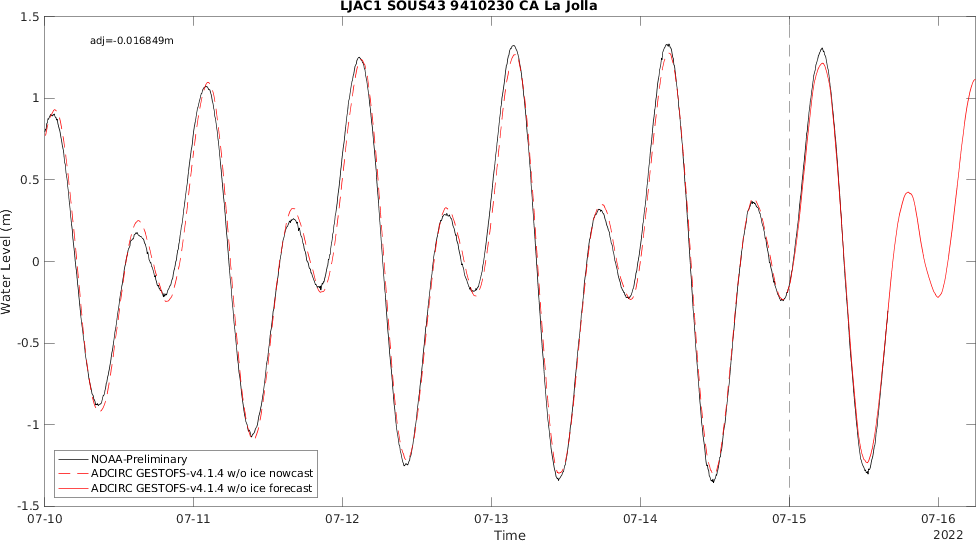 LJAC1 SOUS43 9410230 CA La Jolla
adj=-0.016849m
1.5
1
0.5
0
-0.5
-1
-1.5
Water Level (m)
NOAA-Preliminary
ADCIRC GESTOFS-v4.1.4 w/o ice nowcast
ADCIRC GESTOFS-v4.1.4 w/o ice forecast
07-10
07-11
07-12
07-13
07-14
07-15
07-16
Time
2022